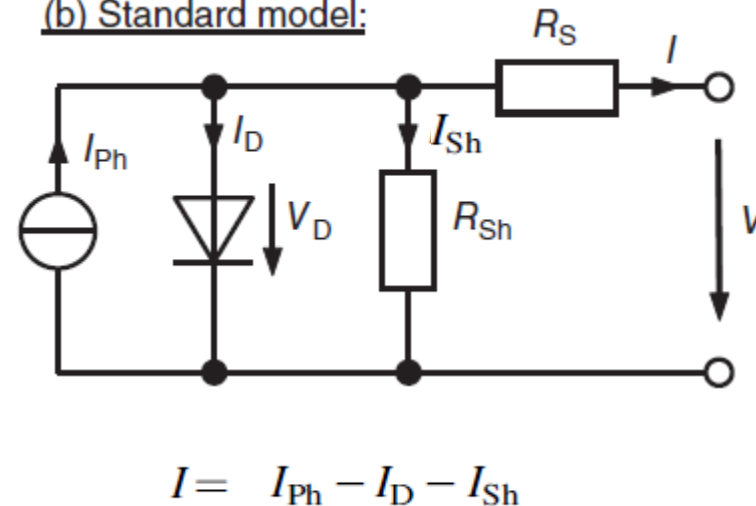 (b) Standard model:
R_S
I
I_Ph
I_D
I_Sh
V_D
R_Sh
V
I = I_Ph − I_D − I_Sh